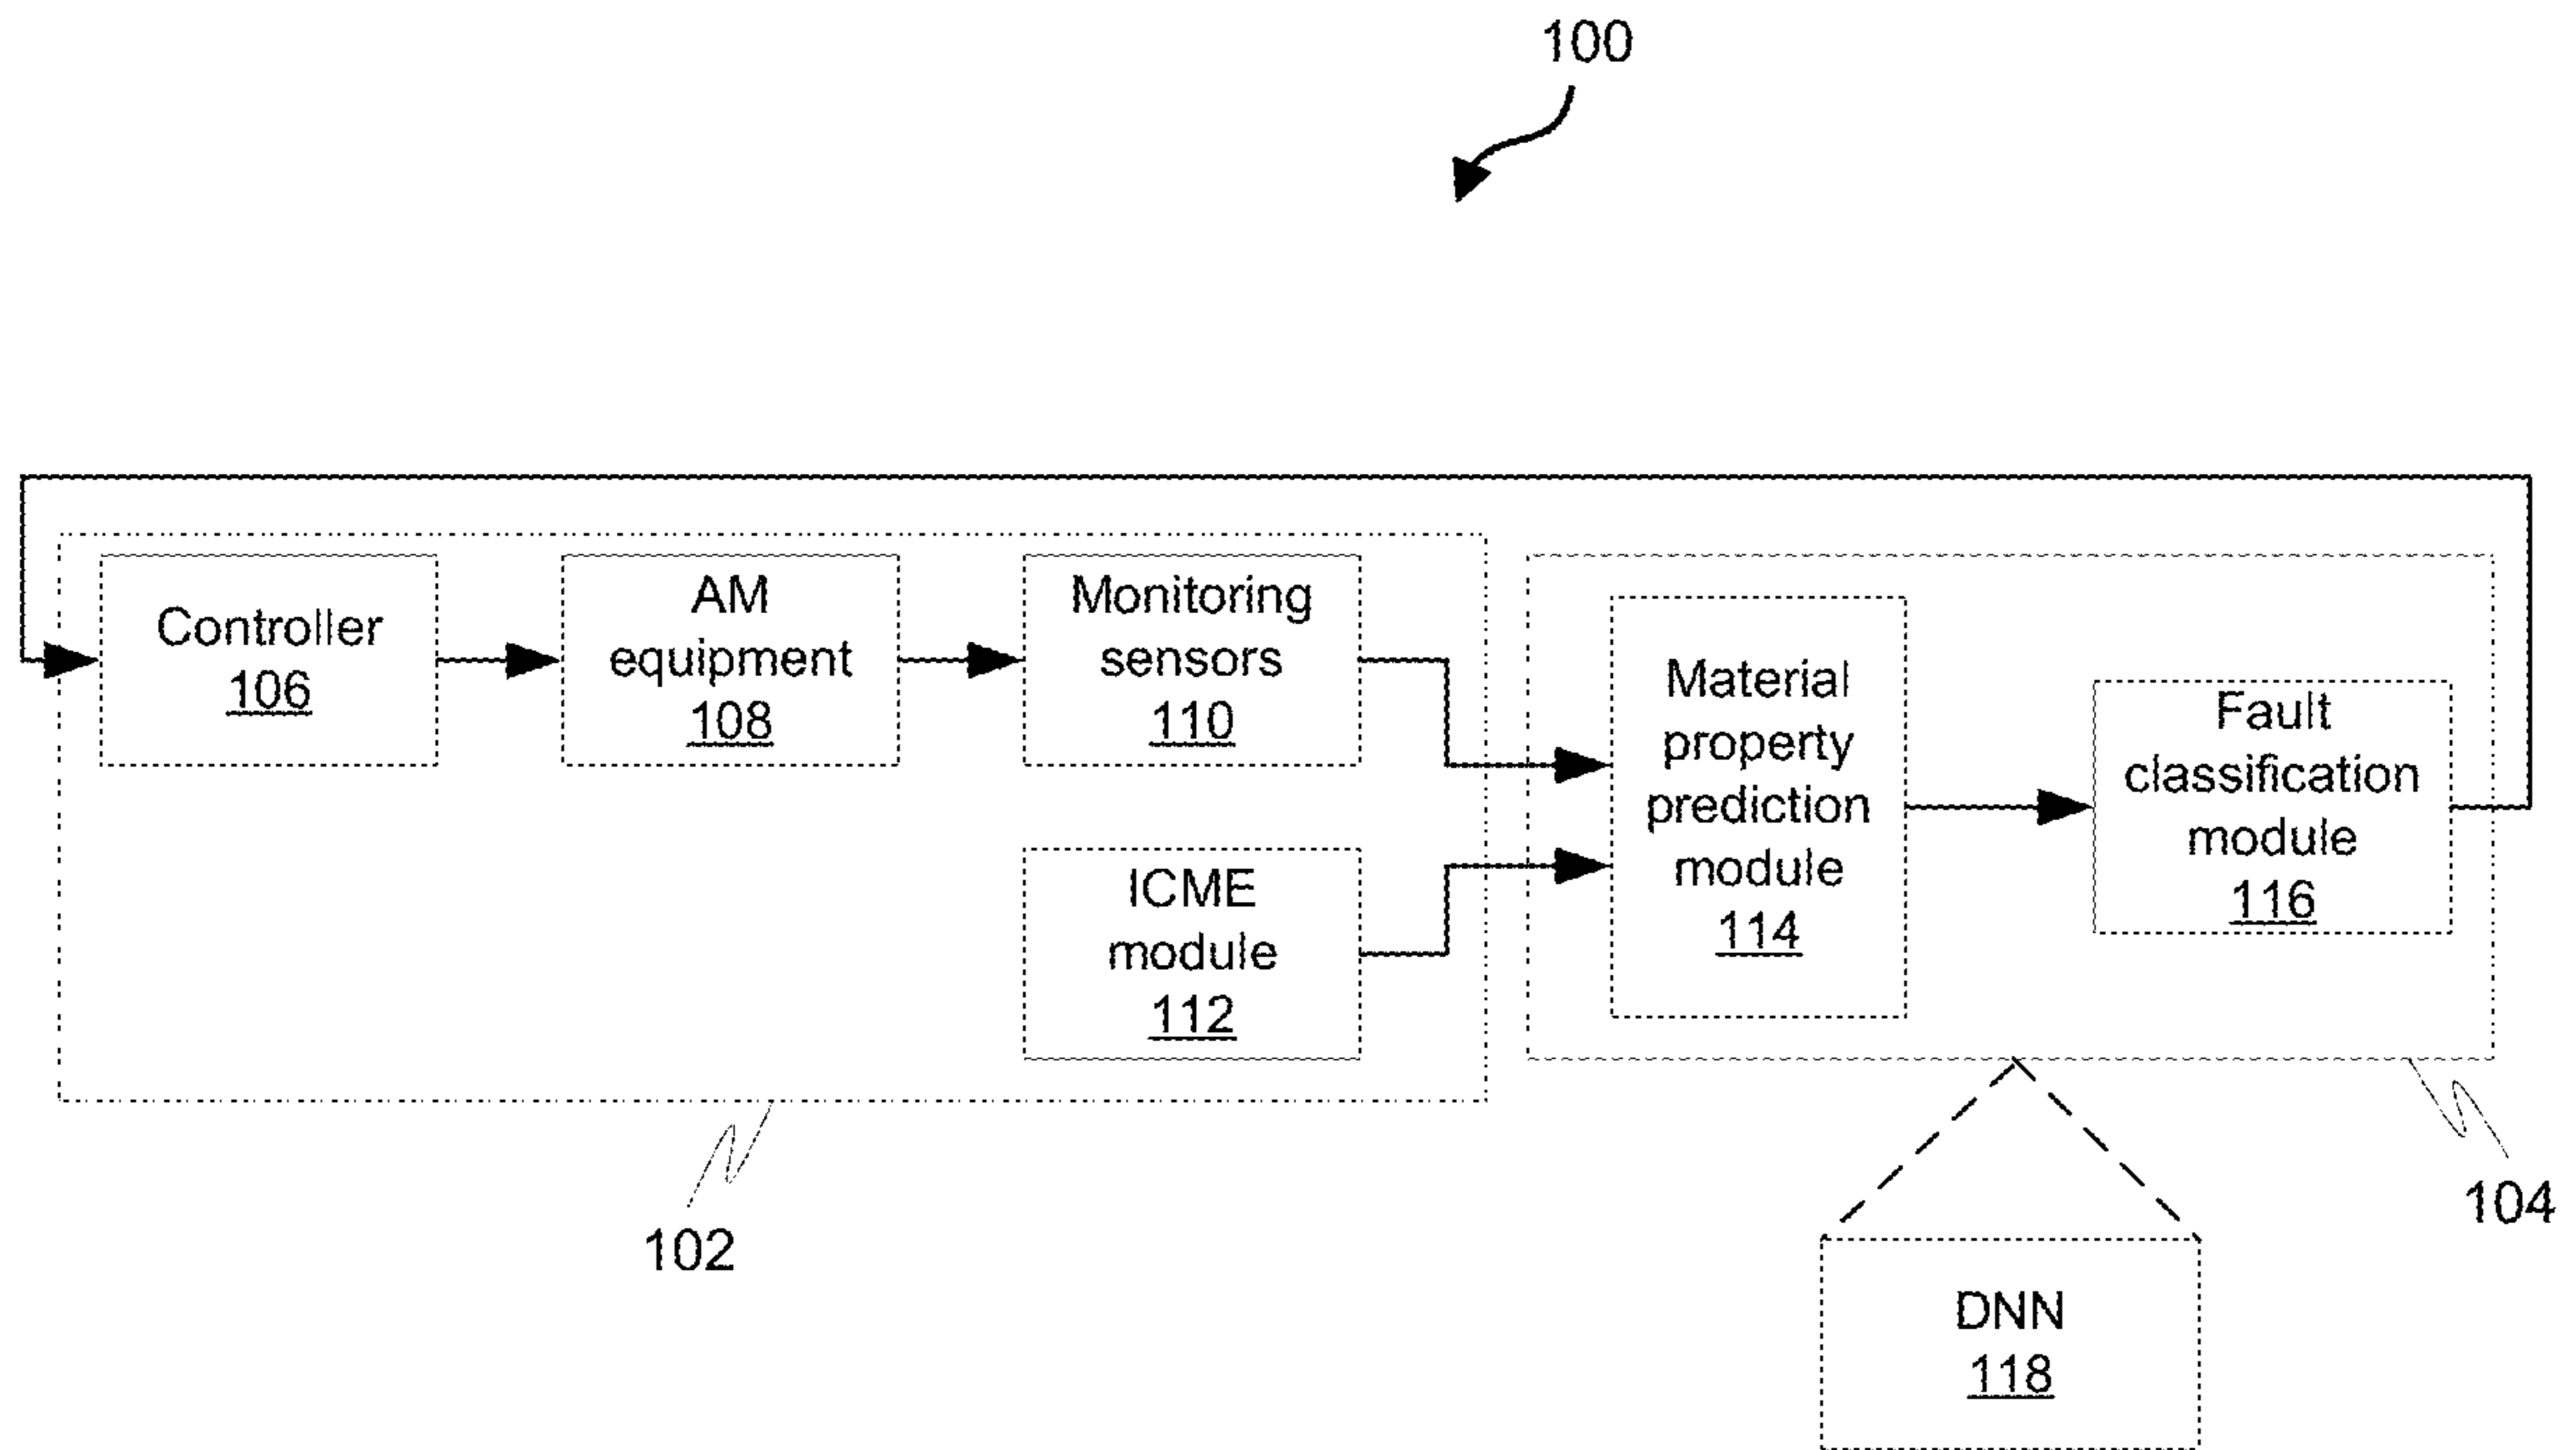 100
Controller
106
AM
equipment
108
Monitoring
sensors
110
ICME
module
112
Material
property
prediction
module
114
Fault
classification
module
116
102
104
DNN
118